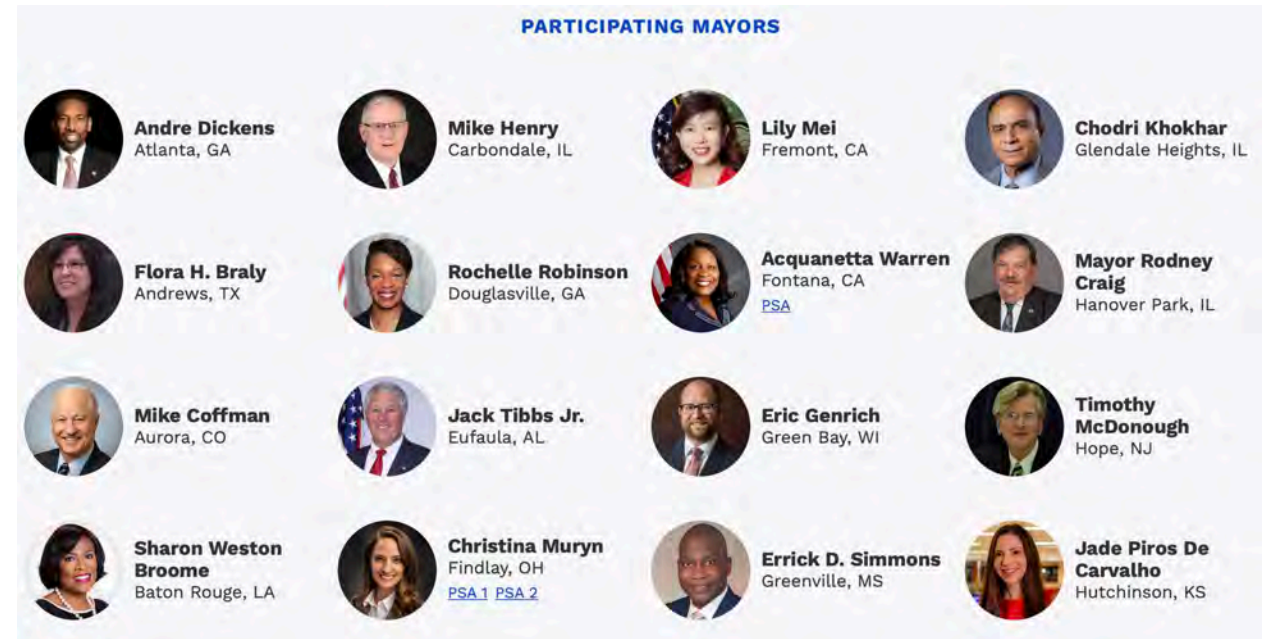 PARTICIPATING MAYORS
Andre Dickens
Atlanta, GA
Mike Henry
Carbondale, IL
Lily Mei
Fremont, CA
Chodri Khokhar
Glendale Heights, IL
Flora H. Braly
Andrews, TX
Rochelle Robinson
Douglasville, GA
Acquanetta Warren
Fontana, CA
PSA
Mayor Rodney
Craig
Hanover Park, IL
Mike Coffman
Aurora, CO
Jack Tibbs Jr.
Eufaula, AL
Eric Genrich
Green Bay, WI
Timothy
McDonough
Hope, NJ
Sharon Weston
Broome
Baton Rouge, LA
Christina Muryn
Findlay, OH
PSA 1 PSA 2
Errick D. Simmons
Greenville, MS
Jade Piros De
Carvalho
Hutchinson, KS